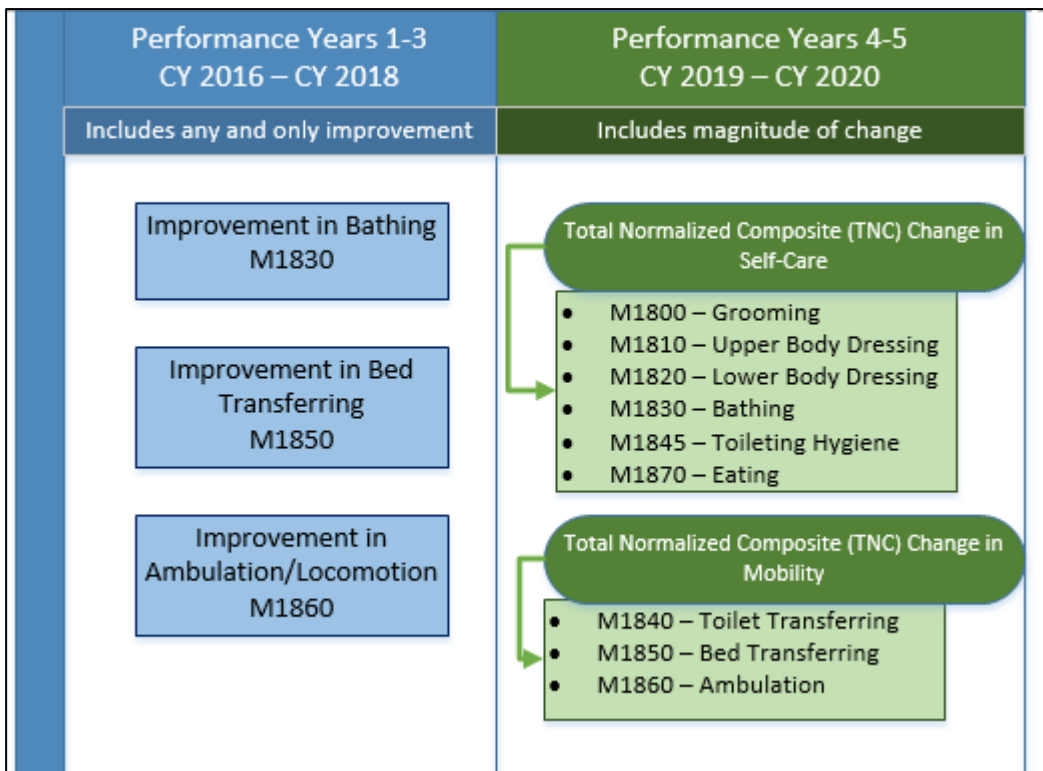 Performance Years 1-3
CY 2016 – CY 2018
Includes any and only improvement
Improvement in Bathing
M1830
Improvement in Bed
Transferring
M1850
Improvement in
Ambulation/Locomotion
M1860
Performance Years 4-5
CY 2019 – CY 2020
Includes magnitude of change
Total Normalized Composite (TNC) Change in
Self-Care
• M1800 – Grooming
• M1810 – Upper Body Dressing
• M1820 – Lower Body Dressing
• M1830 – Bathing
• M1845 – Toileting Hygiene
• M1870 – Eating
Total Normalized Composite (TNC) Change in
Mobility
• M1840 – Toilet Transferring
• M1850 – Bed Transferring
• M1860 – Ambulation